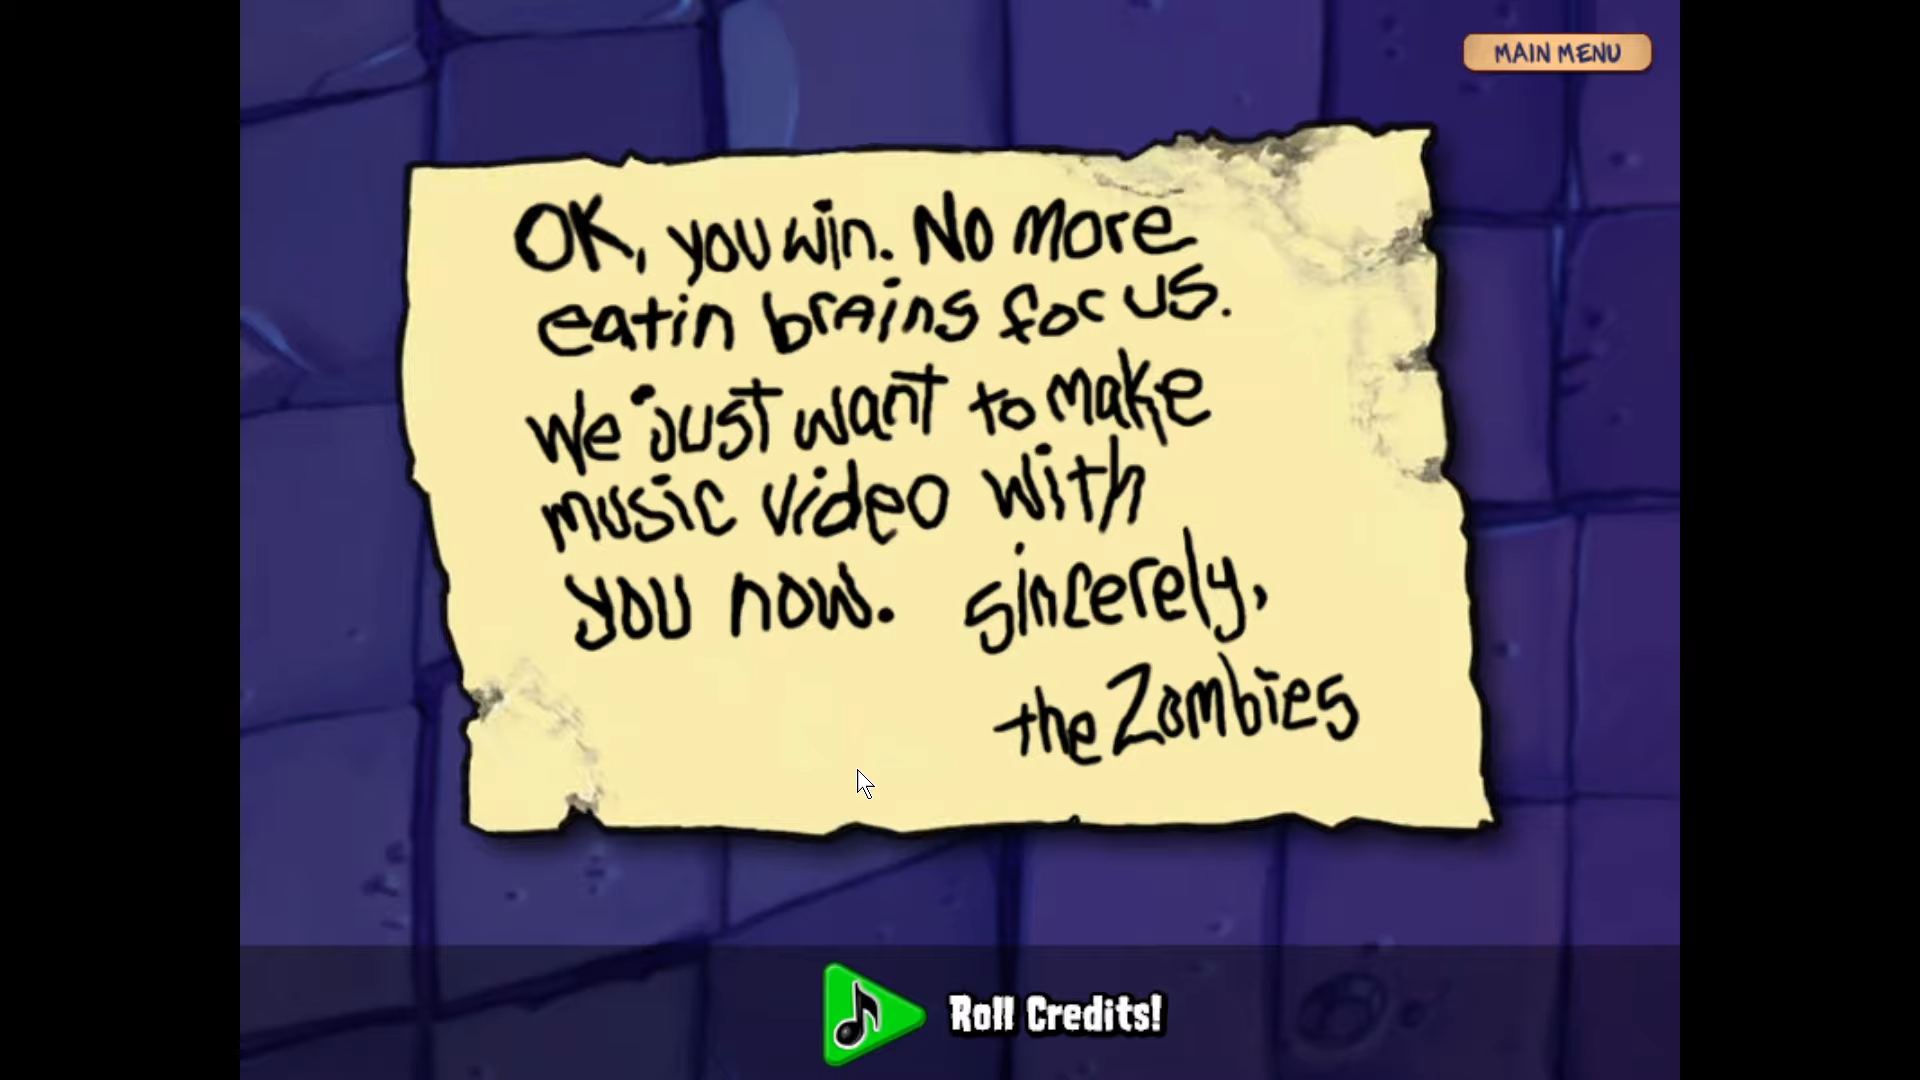 MAIN MENU
OK, you win. No more
eatin brains for us.
We just want to make
music video with
you now. sincerely,
the Zombies
Roll Credits!